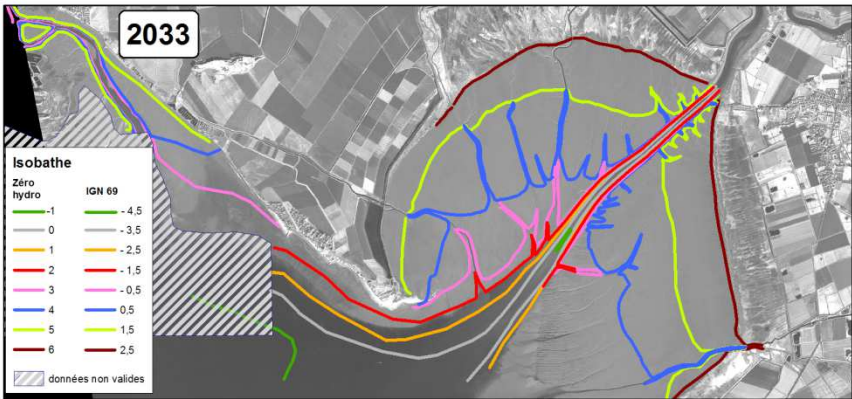 2033
Isobathe
Zéro
hydro IGN 69
-1 - 4,5
0 - 3,5
1 - 2,5
2 - 1,5
3 - 0,5
4 0,5
5 1,5
6 2,5
données non valides